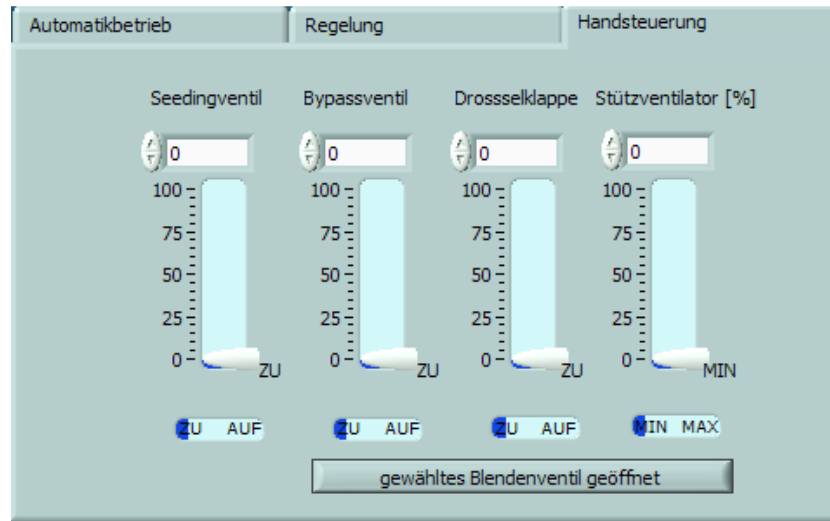 Automatikbetrieb Regelung Handsteuerung
Seedingventil Bypassventil Drossselklappe Stützventilator [%]
0 0 0 0
100 100 100 100
75 75 75 75
50 50 50 50
25 25 25 25
0 0 0 0
ZU ZU ZU MIN
ZU AUF ZU AUF ZU AUF MIN MAX
gewähltes Blendenventil geöffnet